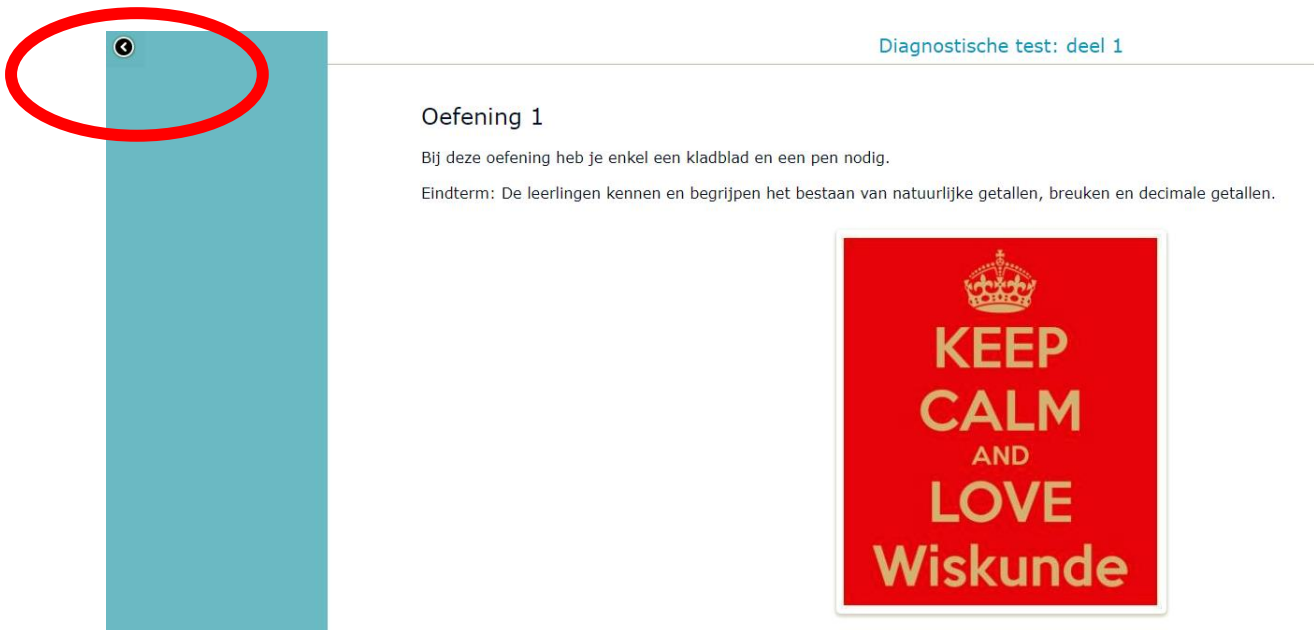 Diagnostische test: deel 1
Oefening 1
Bij deze oefening heb je enkel een kladblad en een pen nodig.
Eindterm: De leerlingen kennen en begrijpen het bestaan van natuurlijke getallen, breuken en decimale getallen.
KEEP
CALM
AND
LOVE
Wiskunde